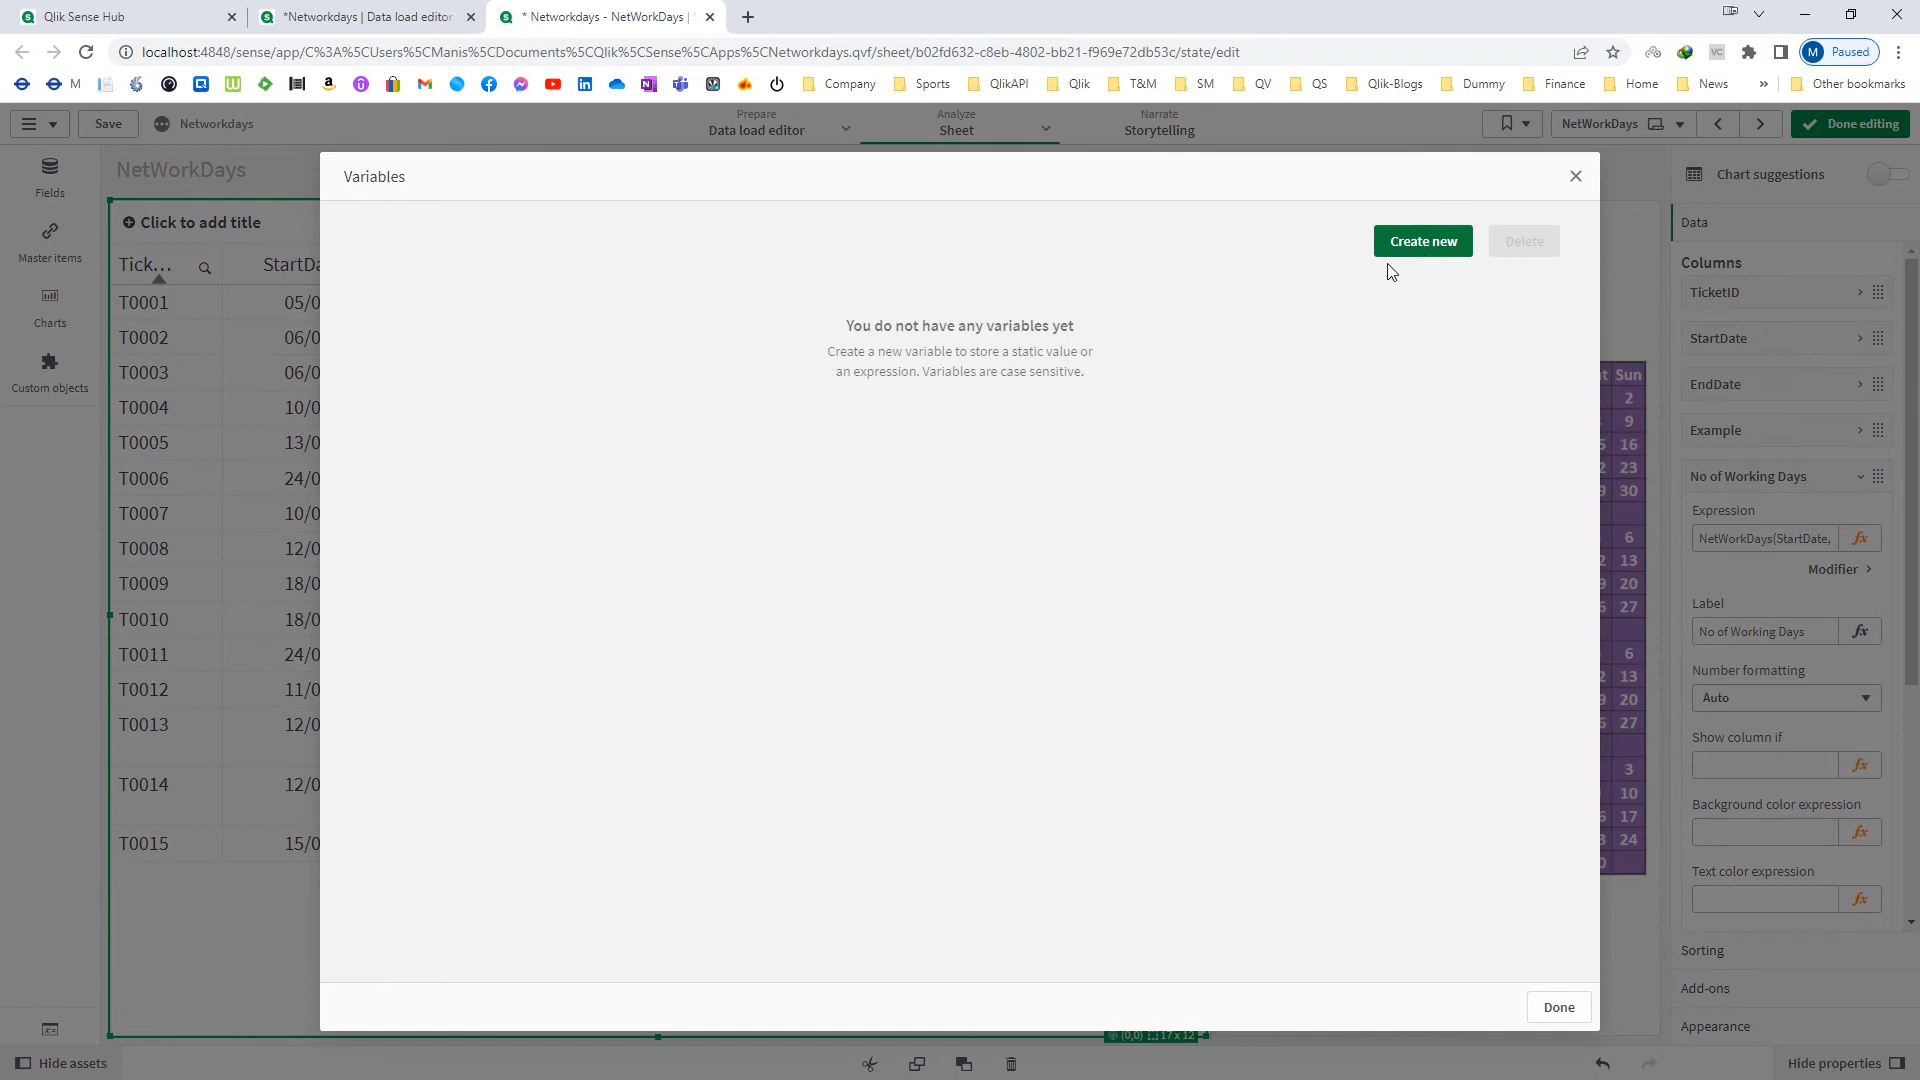 Qlik Sense Hub
*Networkdays | Data load editor
* Networkdays - NetWorkDays |
localhost:4848/sense/app/C%3A%5CUsers%5CManis%5CDocuments%5CQlik%5CSense%5CApps%5CNetworkdays.qvf/sheet/b02fd632-c8eb-4802-bb21-f969e72db53c/state/edit
M Paused
M
Company
Sports
QlikAPI
Qlik
T&M
SM
QV
QS
Qlik-Blogs
Dummy
Finance
Home
News
»
Other bookmarks
Save
Networkdays
Prepare
Data load editor
Analyze
Sheet
Narrate
Storytelling
NetWorkDays
Done editing
Fields
Master items
Charts
Custom objects
NetWorkDays
Click to add title
Tick...
StartDa
T0001 05/0
T0002 06/0
T0003 06/0
T0004 10/0
T0005 13/0
T0006 24/0
T0007 10/0
T0008 12/0
T0009 18/0
T0010 18/0
T0011 24/0
T0012 11/0
T0013 12/0
T0014 12/0
T0015 15/0
Variables
Create new
Delete
You do not have any variables yet
Create a new variable to store a static value or
an expression. Variables are case sensitive.
Done
t Sun
2
9
16
23
30
6
13
20
27
6
13
20
27
3
10
17
24
Chart suggestions
Data
Columns
TicketID
StartDate
EndDate
Example
No of Working Days
Expression
NetWorkDays(StartDate,
fx
Modifier
Label
No of Working Days
fx
Number formatting
Auto
Show column if
fx
Background color expression
fx
Text color expression
fx
Sorting
Add-ons
Appearance
(0,0) 17 x 12
Hide assets
Hide properties